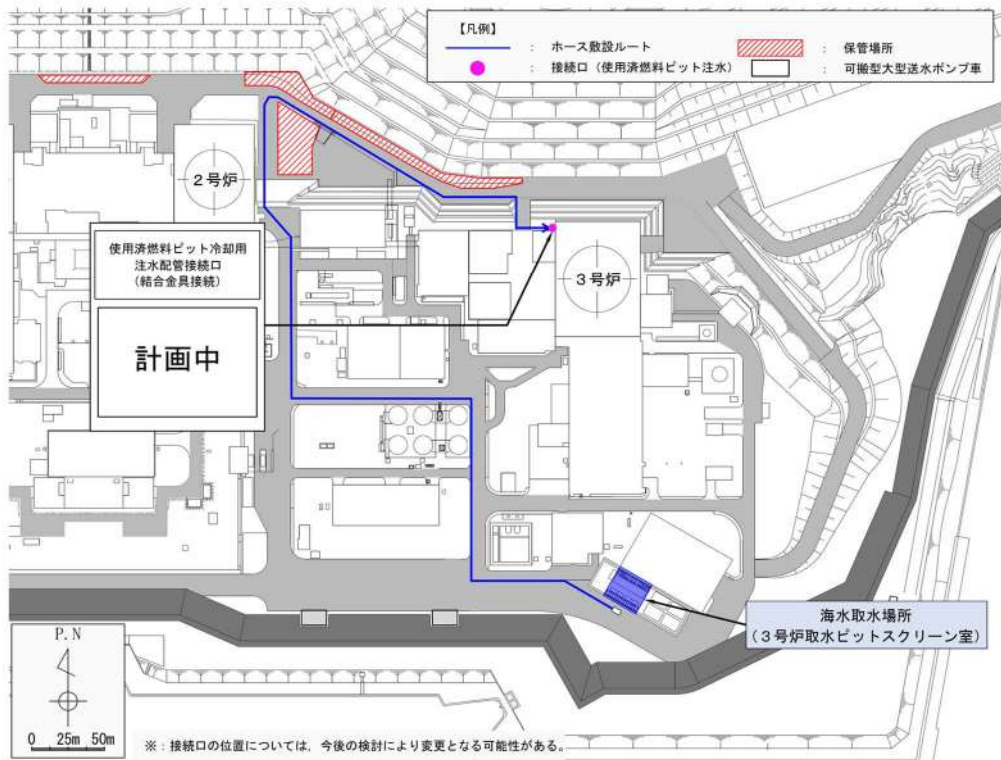 【凡例】
： ホース敷設ルート
： 保管場所
： 接続口（使用済燃料ピット注水）
： 可搬型大型送水ポンプ車
2号炉
使用済燃料ピット冷却用
注水配管接続口
（結合金具接続）
計画中
3号炉
海水取水場所
（3号炉取水ピットスクリーン室）
P.N
0 25m 50m
※：接続口の位置については，今後の検討により変更となる可能性がある。